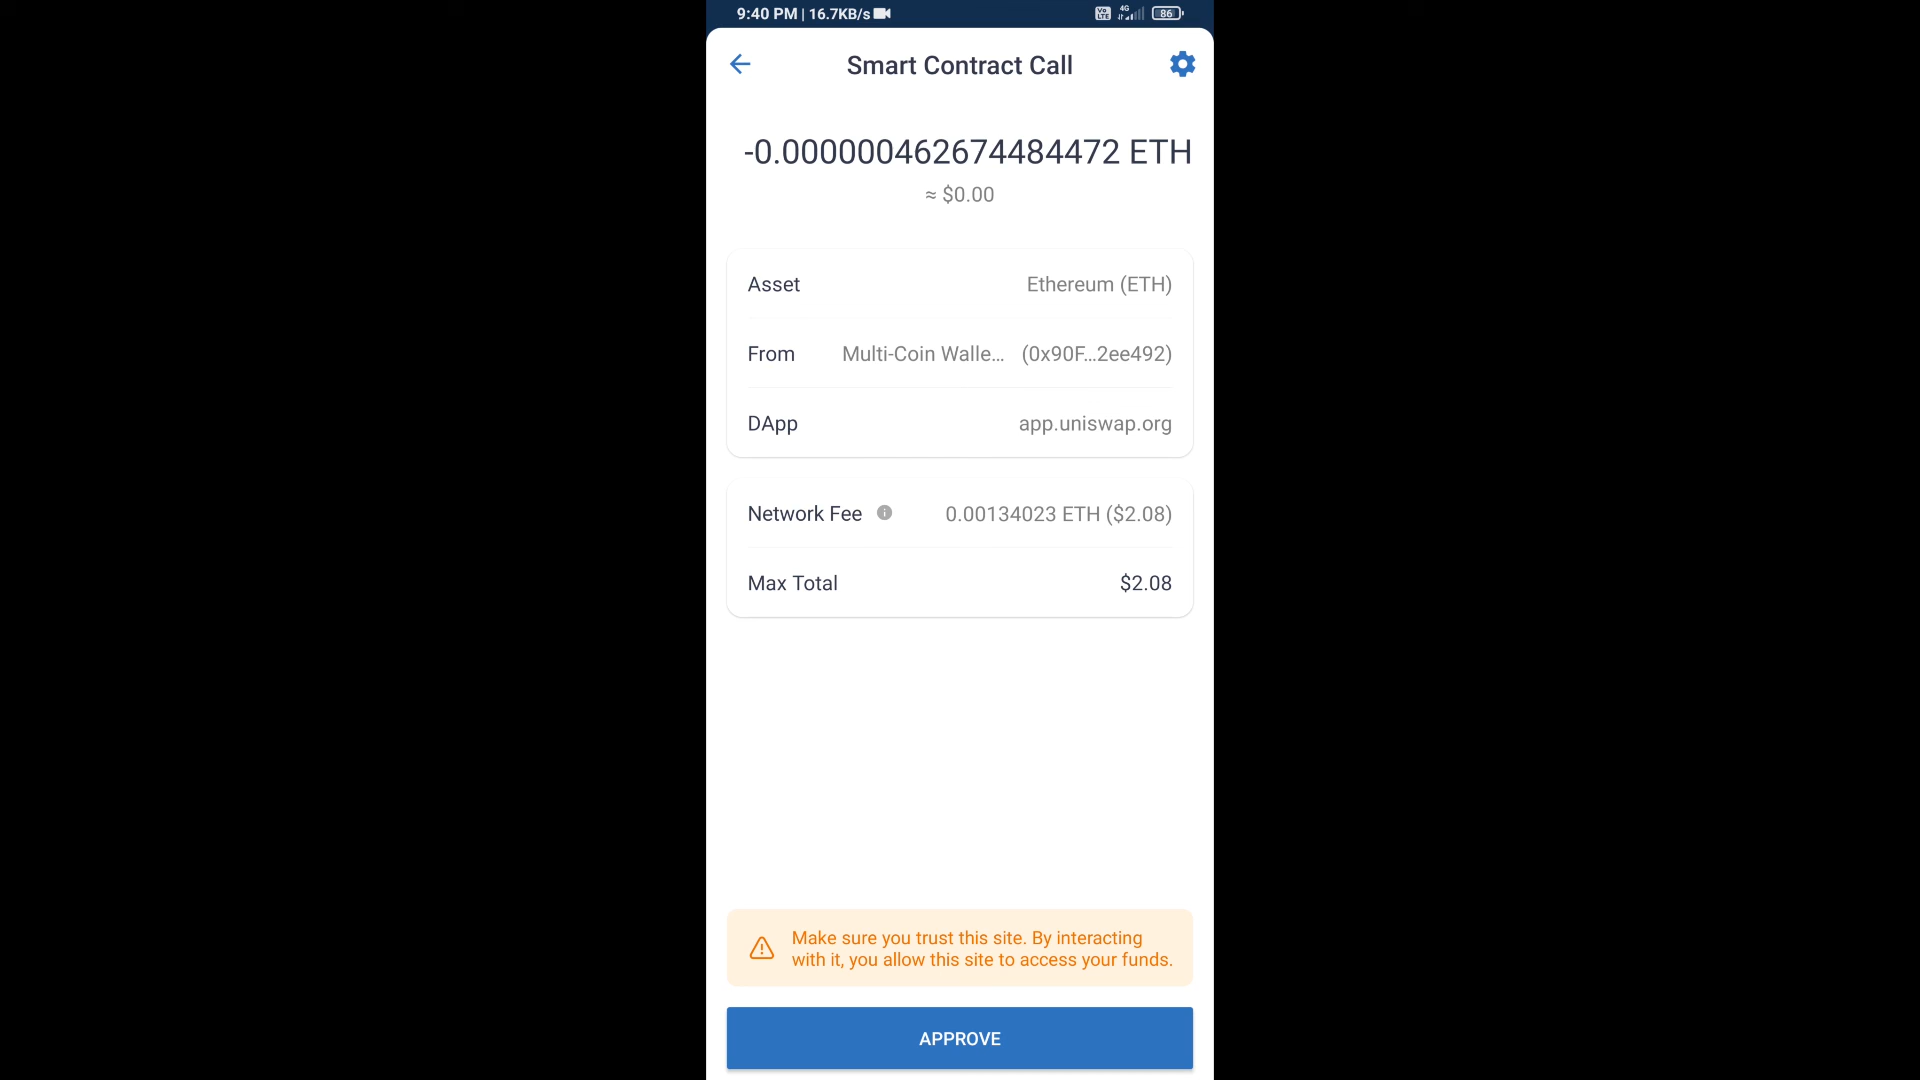 9:40 PM | 16.7KB/s
Vo LTE 4G 86
Smart Contract Call
-0.000000462674484472 ETH
≈ $0.00
Asset Ethereum (ETH)
From Multi-Coin Walle... (0x90F...2ee492)
DApp app.uniswap.org
Network Fee 0.00134023 ETH ($2.08)
Max Total $2.08
Make sure you trust this site. By interacting
with it, you allow this site to access your funds.
APPROVE